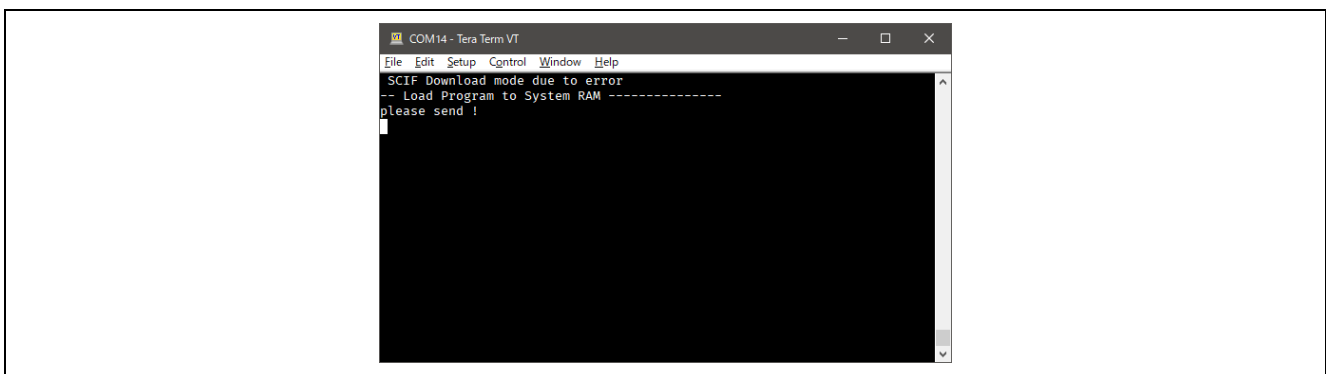 COM14 - Tera Term VT
File Edit Setup Control Window Help
SCIF Download mode due to error
-- Load Program to System RAM ---------------
please send !